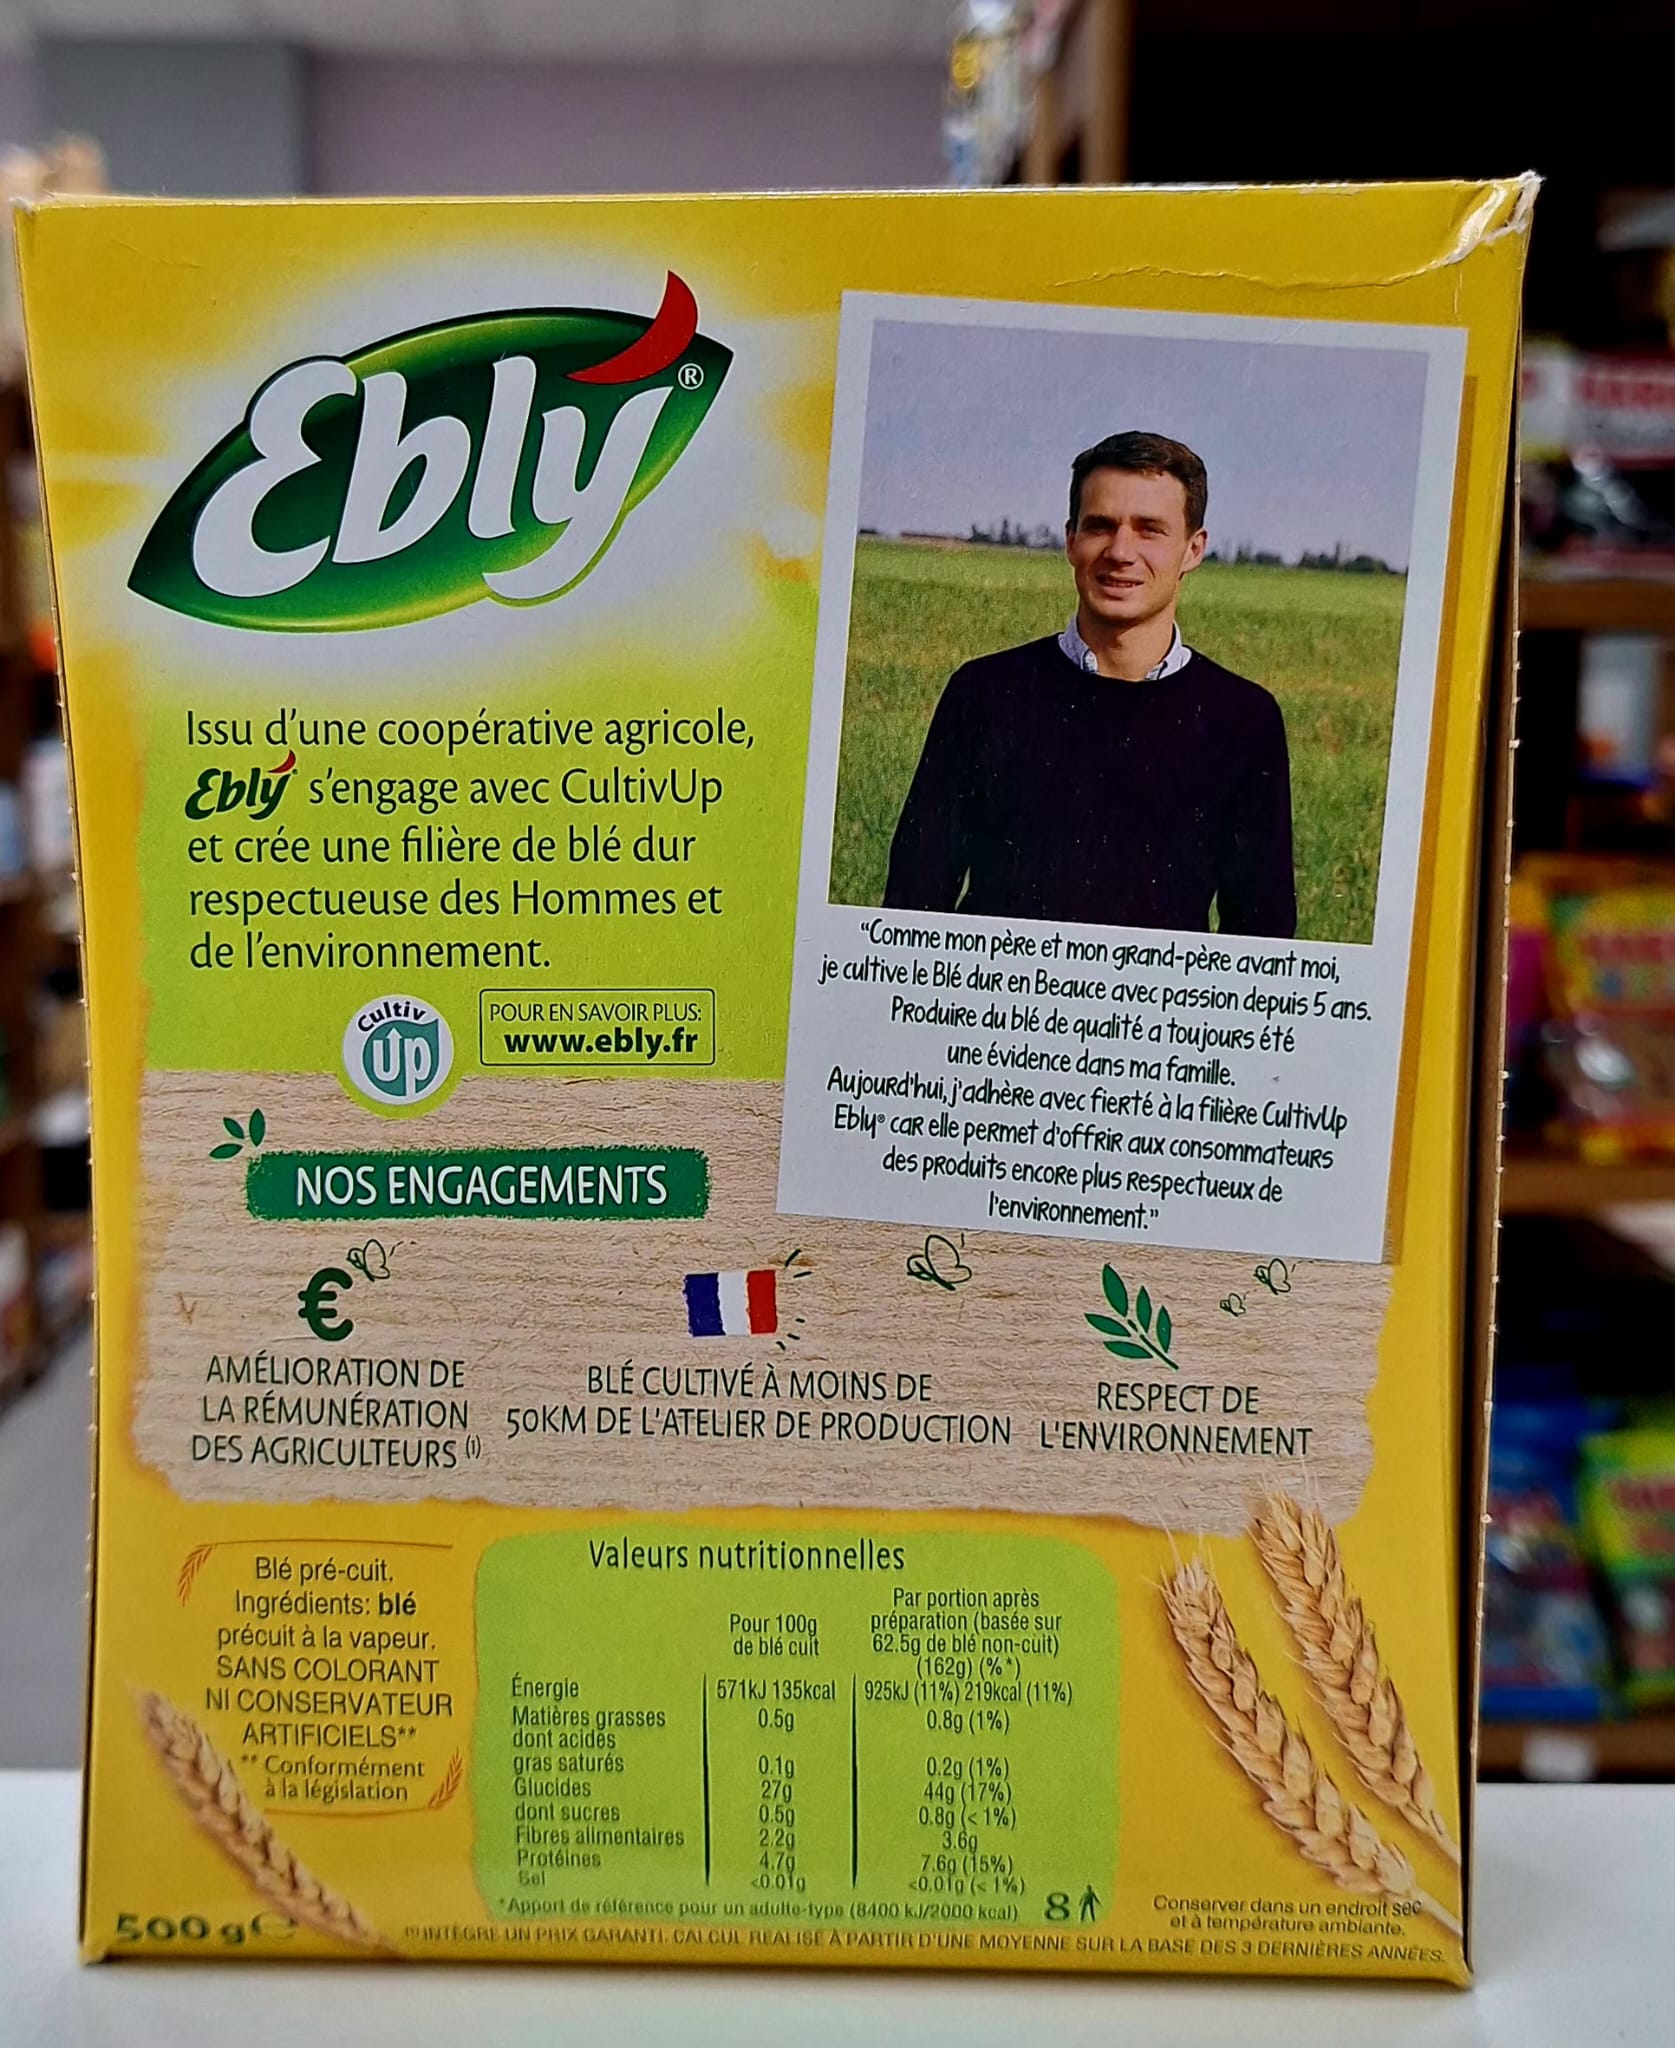 Ebly®
Issu d'une coopérative agricole,
Ebly® s'engage avec CultivUp
et crée une filière de blé dur
respectueuse des Hommes et
de l'environnement.
Cultiv
Up
POUR EN SAVOIR PLUS:
www.ebly.fr
"Comme mon père et mon grand-père avant moi,
je cultive le Blé dur en Beauce avec passion depuis 5 ans.
Produire du blé de qualité a toujours été
une évidence dans ma famille.
Aujourd'hui, j'adhère avec fierté à la filière CultivUp
Ebly® car elle permet d'offrir aux consommateurs
des produits encore plus respectueux de
l'environnement."
NOS ENGAGEMENTS
€
AMÉLIORATION DE
LA RÉMUNÉRATION
DES AGRICULTEURS (1)
BLÉ CULTIVÉ À MOINS DE
50KM DE L'ATELIER DE PRODUCTION
RESPECT DE
L'ENVIRONNEMENT
Blé pré-cuit.
Ingrédients: blé
précuit à la vapeur.
SANS COLORANT
NI CONSERVATEUR
ARTIFICIELS**
** Conformément
à la législation
Valeurs nutritionnelles
Pour 100g
de blé cuit
Par portion après
préparation (basée sur
62.5g de blé non-cuit)
(162g) (%*)
Énergie 571kJ 135kcal 925kJ (11%) 219kcal (11%)
Matières grasses 0.5g 0.8g (1%)
dont acides
gras saturés 0.1g 0.2g (1%)
Glucides 27g 44g (17%)
dont sucres 0.5g 0.8g (< 1%)
Fibres alimentaires 2.2g 3.6g
Protéines 4.7g 7.6g (15%)
Sel <0.01g <0.01g (< 1%)
*Apport de référence pour un adulte-type (8400 kJ/2000 kcal) 8
Conserver dans un endroit sec
et à température ambiante.
500 g e
(1) INTÈGRE UN PRIX GARANTI. CALCUL RÉALISÉ À PARTIR D'UNE MOYENNE SUR LA BASE DES 3 DERNIÈRES ANNÉES.